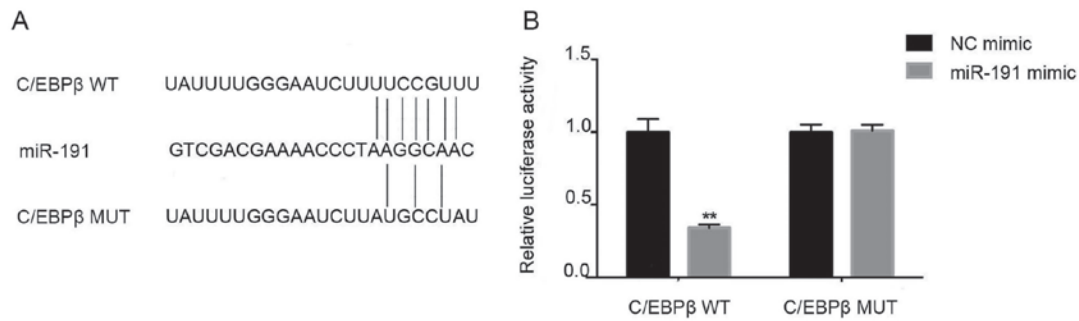 A
C/EBPβ WT UAUUUUGGGAAUCUUUUCCGUUU
miR-191 GTCGACGAAAACCCTAAGGCAAC
C/EBPβ MUT UAUUUUGGGAAUCUUAUGCCUAU
B
NC mimic
miR-191 mimic
Relative luciferase activity
1.5
1.0
0.5
0.0
**
C/EBPβ WT C/EBPβ MUT